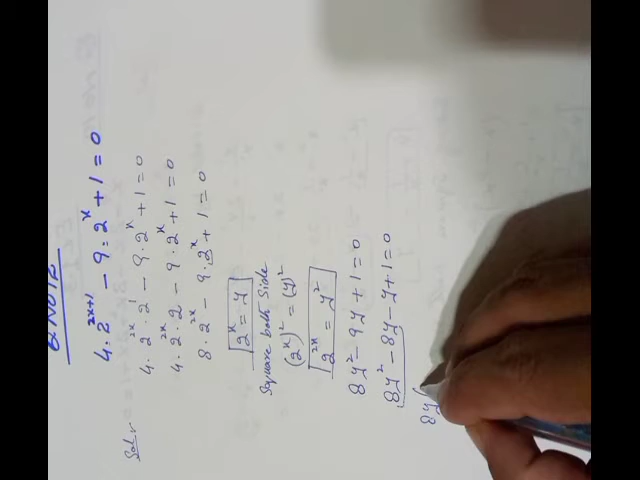 Q No 12
4.2^{2x+1} - 9.2^x + 1 = 0
Sol:-
4.2^{2x}.2^1 - 9.2^x + 1 = 0
4.2^{2x}.2 - 9.2^x + 1 = 0
8.2^{2x} - 9.2^x + 1 = 0
2^x = y
Square both Side
(2^x)^2 = (y)^2
2^{2x} = y^2
8y^2 - 9y + 1 = 0
8y^2 - 8y - y + 1 = 0
8y(